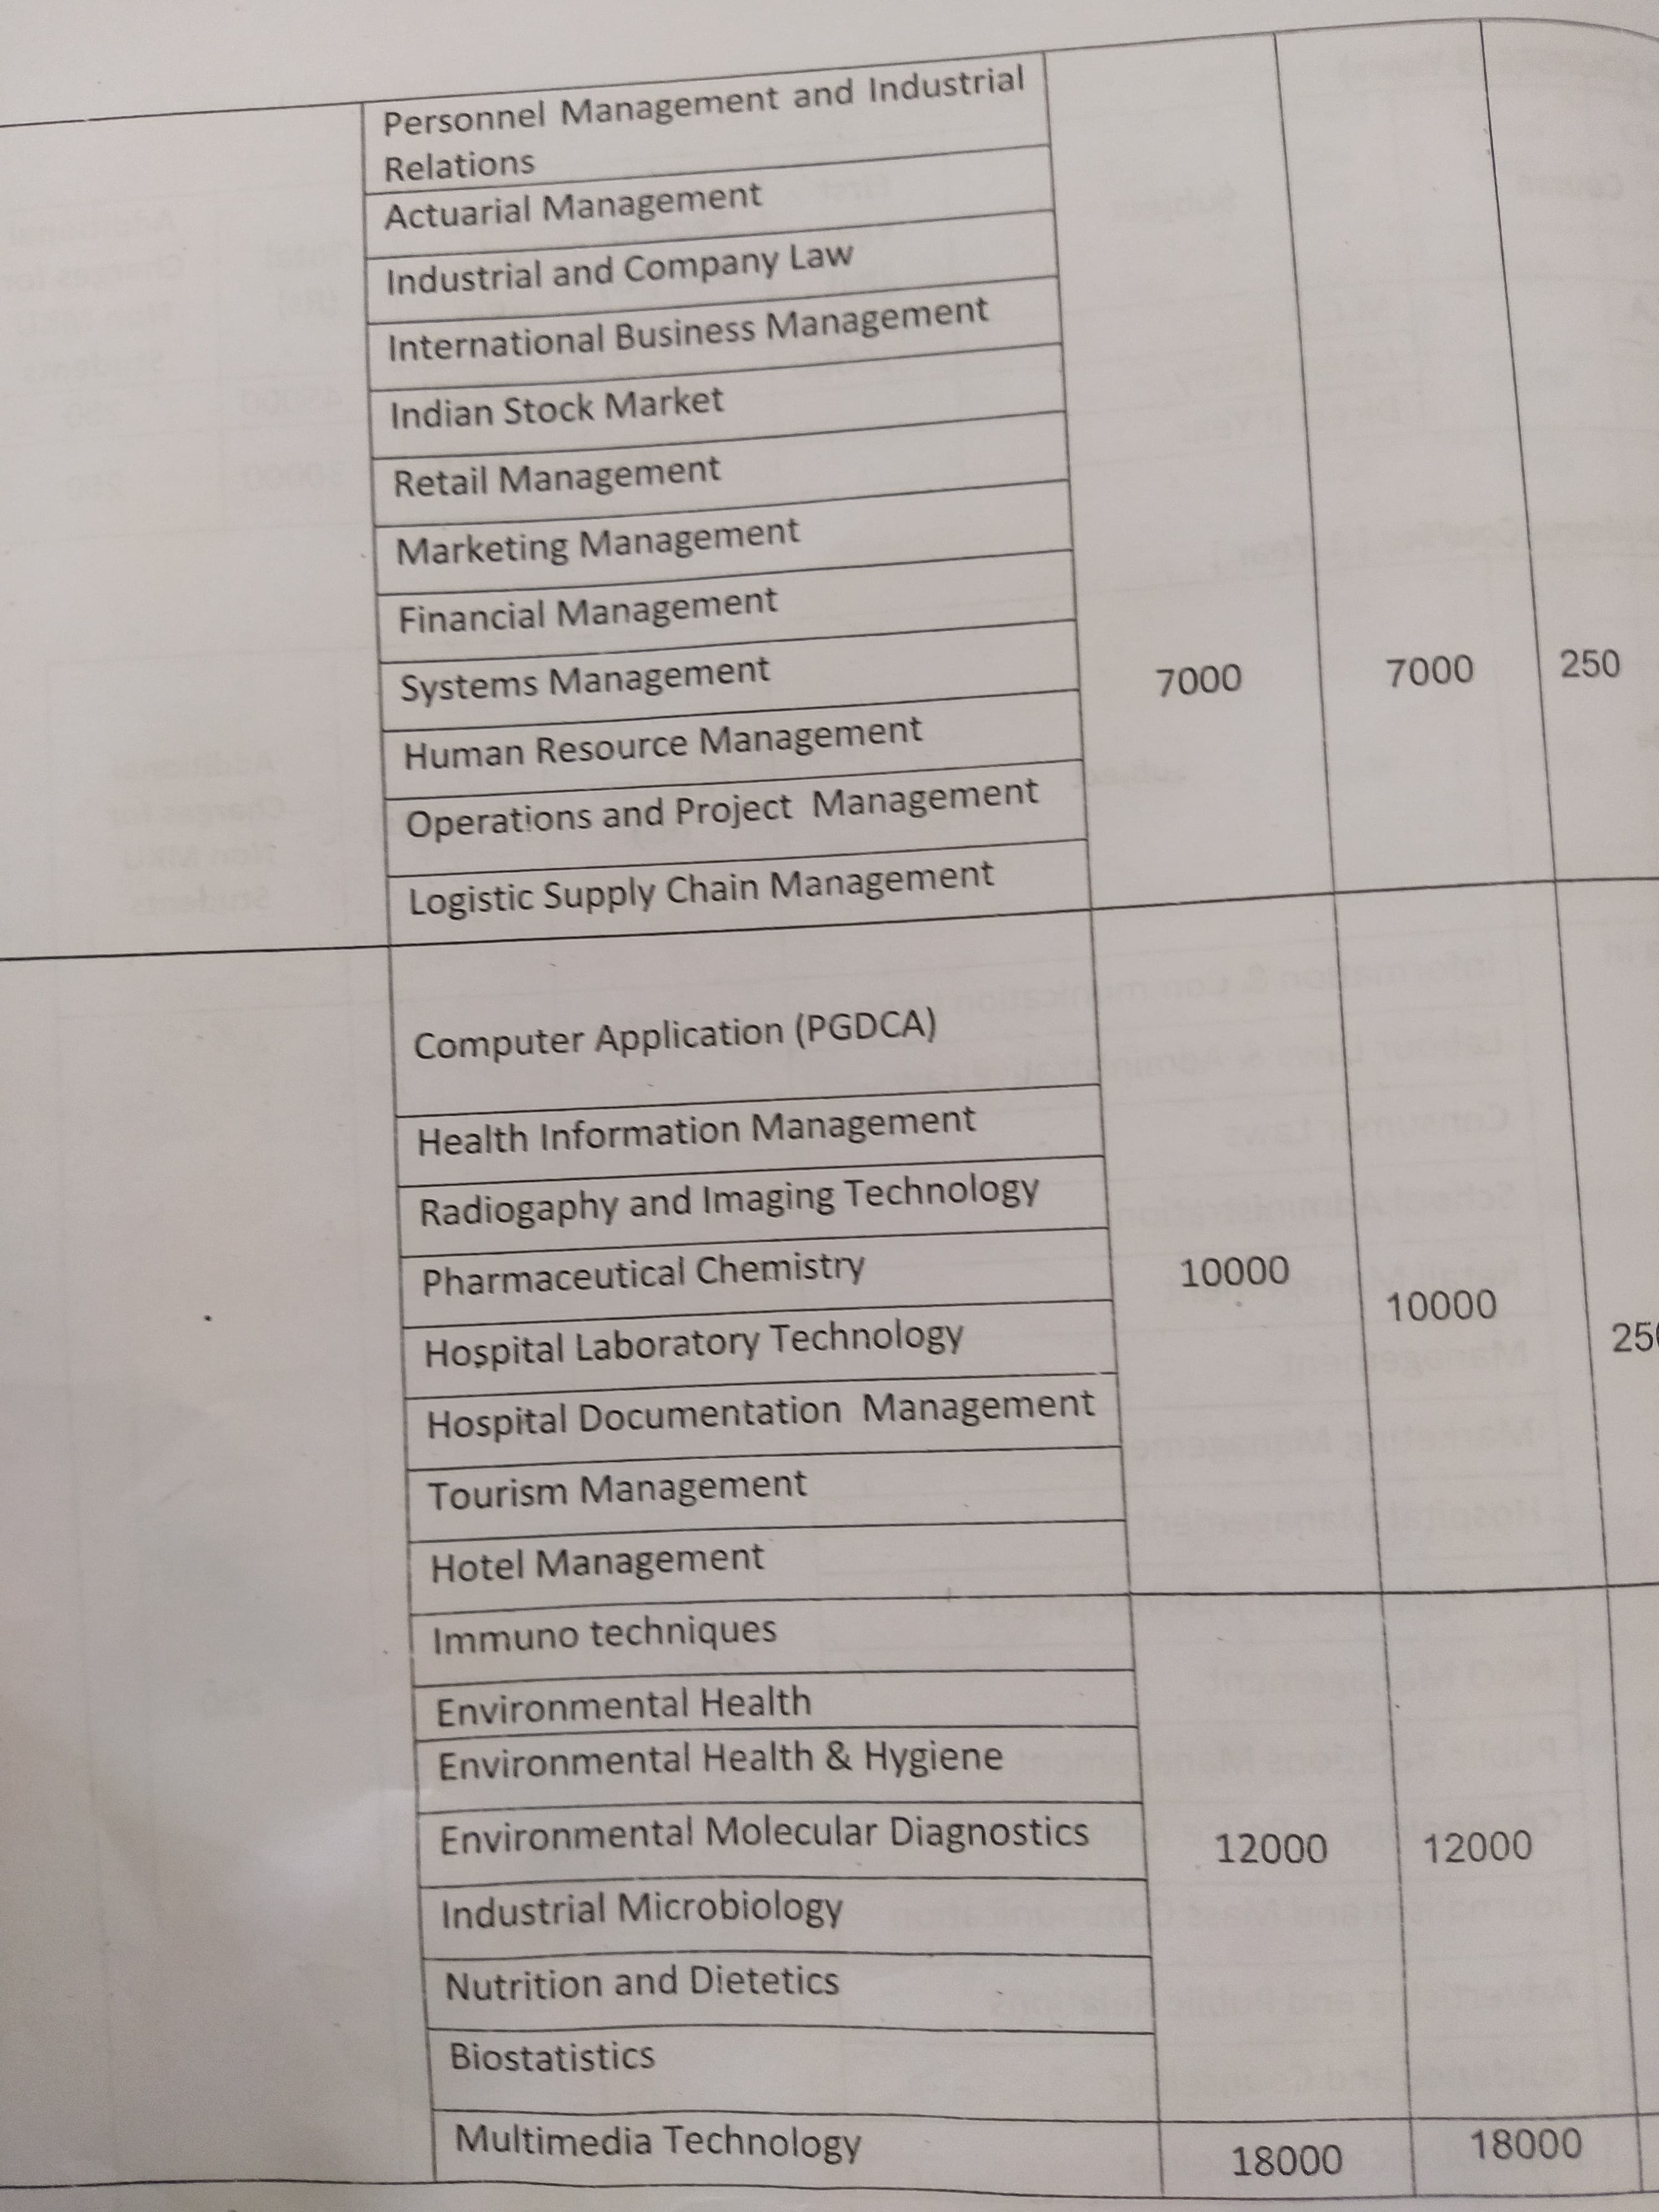 Personnel Management and Industrial
Relations
Actuarial Management
Industrial and Company Law
International Business Management
Indian Stock Market
Retail Management
Marketing Management
Financial Management
Systems Management
7000 7000 250
Human Resource Management
Operations and Project Management
Logistic Supply Chain Management
Computer Application (PGDCA)
Health Information Management
Radiogaphy and Imaging Technology
Pharmaceutical Chemistry
10000 10000
Hospital Laboratory Technology
Hospital Documentation Management
Tourism Management
Hotel Management
Immuno techniques
Environmental Health
Environmental Health & Hygiene
Environmental Molecular Diagnostics
12000 12000
Industrial Microbiology
Nutrition and Dietetics
Biostatistics
Multimedia Technology 18000 18000